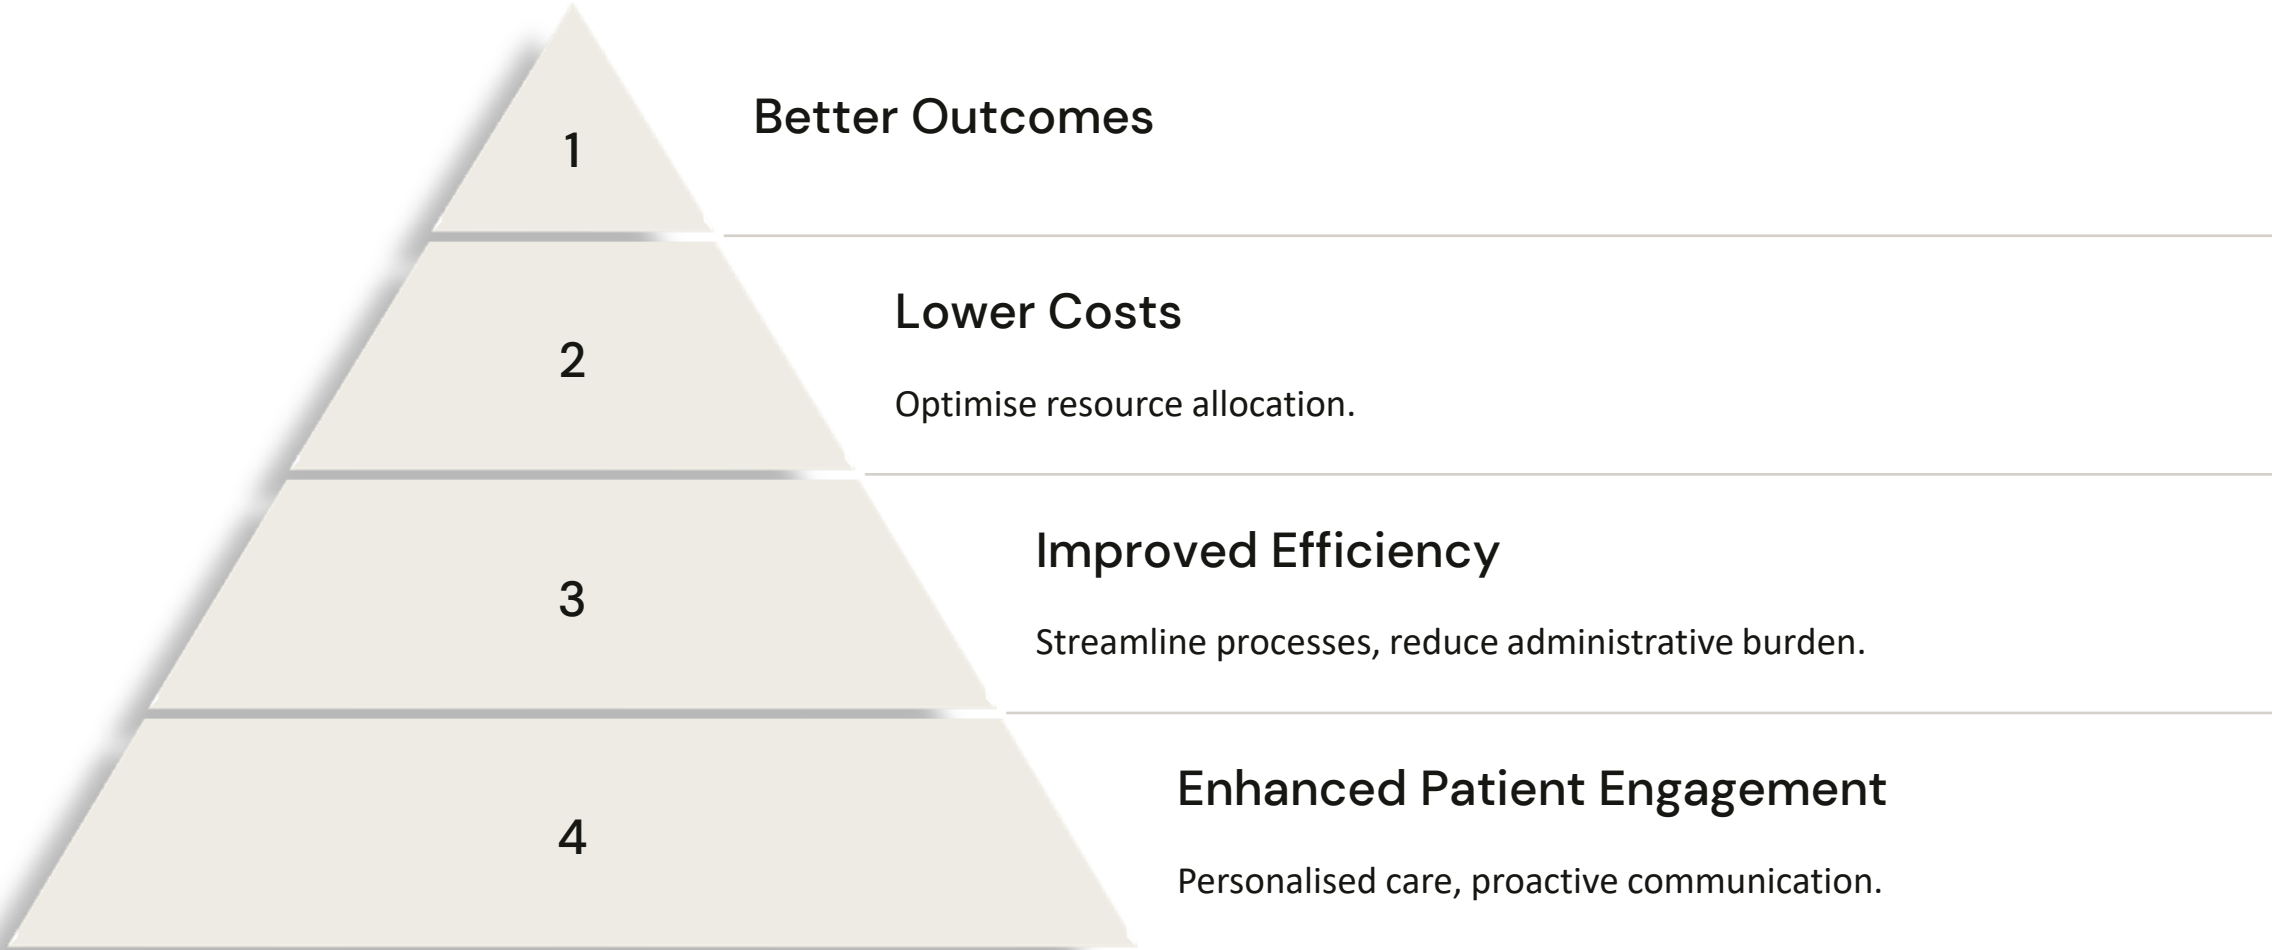 1
Better Outcomes
2
Lower Costs
Optimise resource allocation.
3
Improved Efficiency
Streamline processes, reduce administrative burden.
4
Enhanced Patient Engagement
Personalised care, proactive communication.